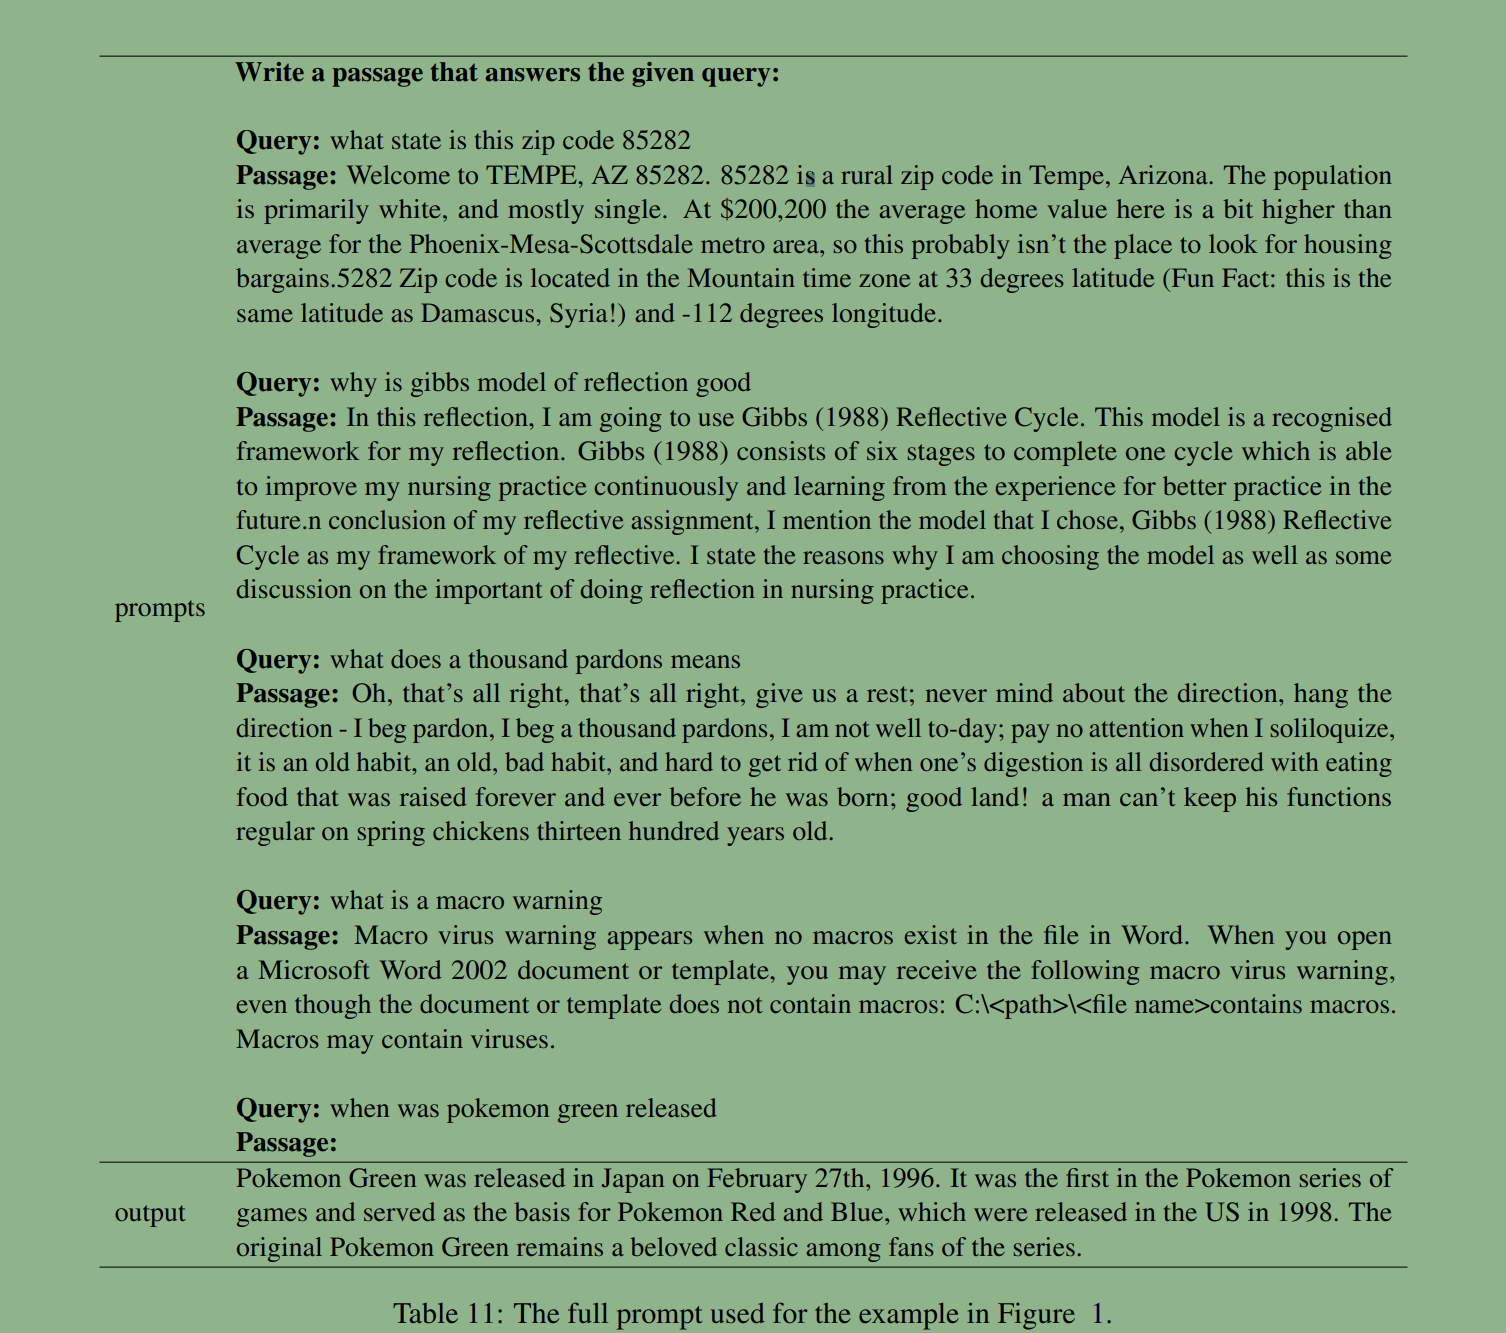 Write a passage that answers the given query:
Query: what state is this zip code 85282
Passage: Welcome to TEMPE, AZ 85282. 85282 is a rural zip code in Tempe, Arizona. The population
is primarily white, and mostly single. At $200,200 the average home value here is a bit higher than
average for the Phoenix-Mesa-Scottsdale metro area, so this probably isn't the place to look for housing
bargains.5282 Zip code is located in the Mountain time zone at 33 degrees latitude (Fun Fact: this is the
same latitude as Damascus, Syria!) and -112 degrees longitude.
Query: why is gibbs model of reflection good
Passage: In this reflection, I am going to use Gibbs (1988) Reflective Cycle. This model is a recognised
framework for my reflection. Gibbs (1988) consists of six stages to complete one cycle which is able
to improve my nursing practice continuously and learning from the experience for better practice in the
future.n conclusion of my reflective assignment, I mention the model that I chose, Gibbs (1988) Reflective
Cycle as my framework of my reflective. I state the reasons why I am choosing the model as well as some
discussion on the important of doing reflection in nursing practice.
prompts
Query: what does a thousand pardons means
Passage: Oh, that's all right, that's all right, give us a rest; never mind about the direction, hang the
direction - I beg pardon, I beg a thousand pardons, I am not well to-day; pay no attention when I soliloquize,
it is an old habit, an old, bad habit, and hard to get rid of when one's digestion is all disordered with eating
food that was raised forever and ever before he was born; good land! a man can't keep his functions
regular on spring chickens thirteen hundred years old.
Query: what is a macro warning
Passage: Macro virus warning appears when no macros exist in the file in Word. When you open
a Microsoft Word 2002 document or template, you may receive the following macro virus warning,
even though the document or template does not contain macros: C:\<path>\<file name>contains macros.
Macros may contain viruses.
Query: when was pokemon green released
Passage:
Pokemon Green was released in Japan on February 27th, 1996. It was the first in the Pokemon series of
output games and served as the basis for Pokemon Red and Blue, which were released in the US in 1998. The
original Pokemon Green remains a beloved classic among fans of the series.
Table 11: The full prompt used for the example in Figure 1.